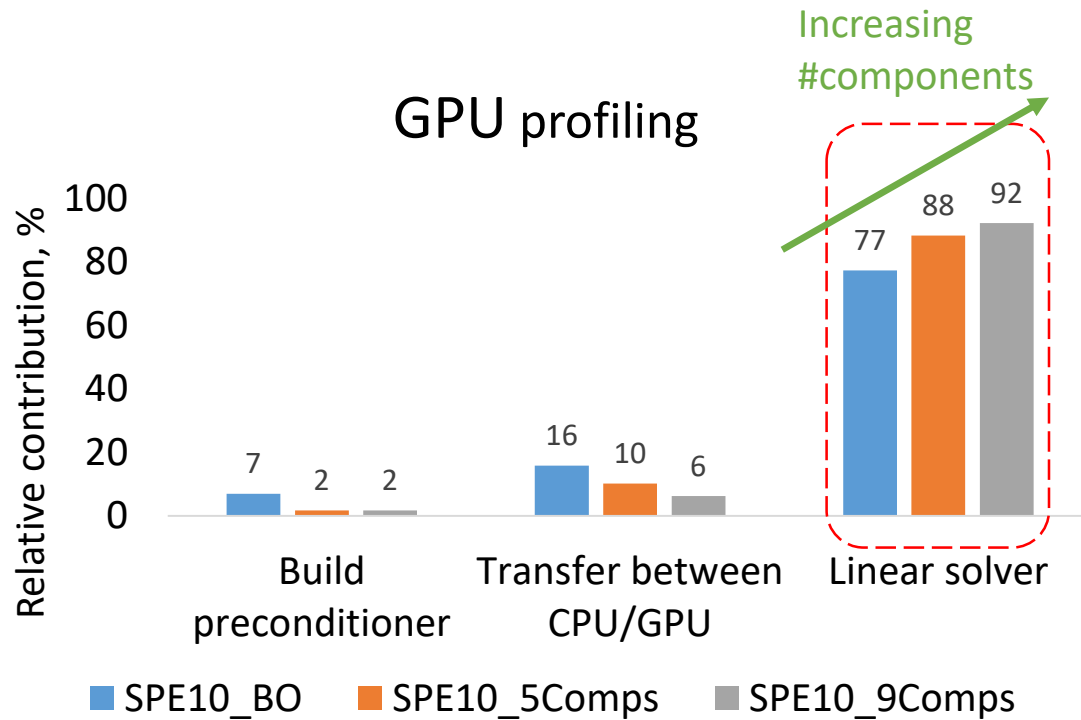 Increasing
#components
GPU profiling
Relative contribution, %
100
80
60
40
20
0
7
2
2
16
10
6
77
88
92
Build
preconditioner
Transfer between
CPU/GPU
Linear solver
SPE10_BO
SPE10_5Comps
SPE10_9Comps